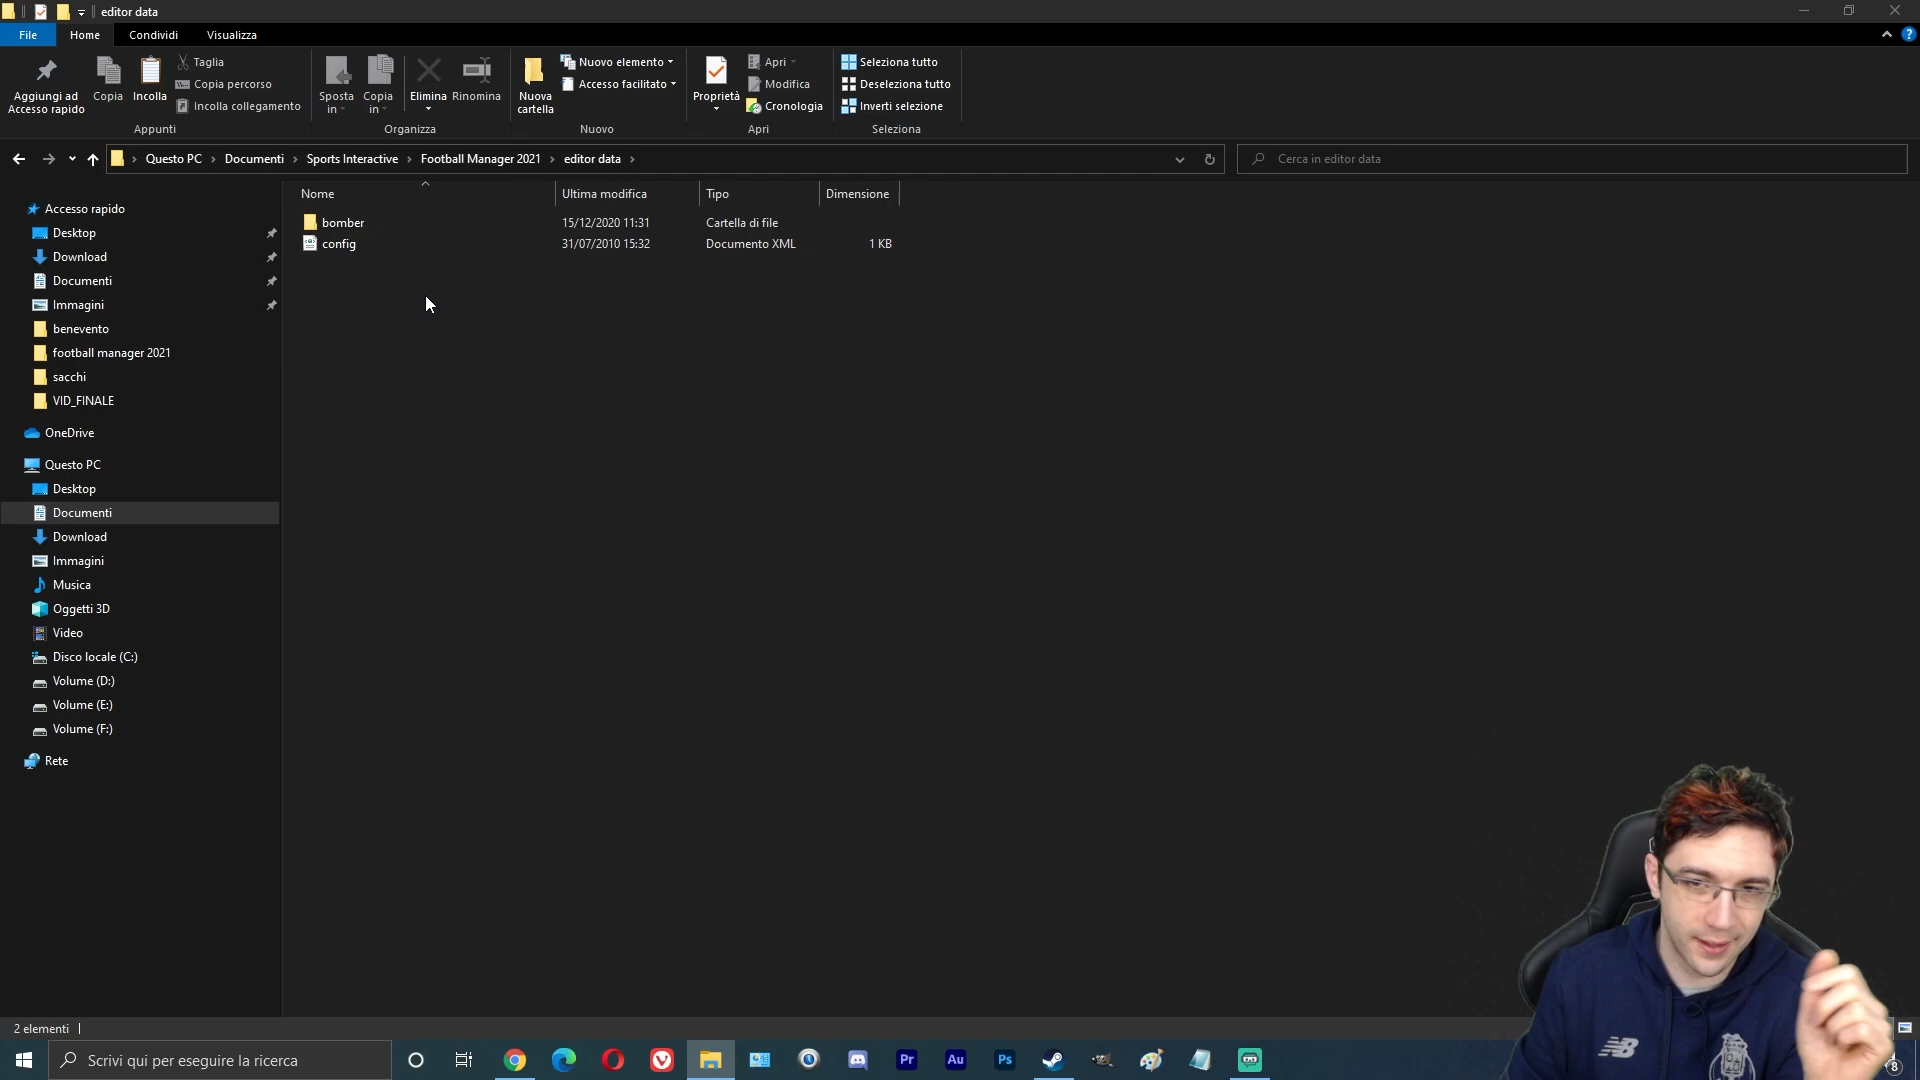 editor data
File Home Condividi Visualizza
Aggiungi ad
Accesso rapido
Copia
Incolla
Taglia
Copia percorso
Incolla collegamento
Appunti
Sposta
in
Copia
in
Elimina
Rinomina
Organizza
Nuova
cartella
Nuovo elemento
Accesso facilitato
Nuovo
Proprietà
Apri
Modifica
Cronologia
Apri
Seleziona tutto
Deseleziona tutto
Inverti selezione
Seleziona
Questo PC > Documenti > Sports Interactive > Football Manager 2021 > editor data >
Cerca in editor data
Nome Ultima modifica Tipo Dimensione
bomber 15/12/2020 11:31 Cartella di file
config 31/07/2010 15:32 Documento XML 1 KB
Accesso rapido
Desktop
Download
Documenti
Immagini
benevento
football manager 2021
sacchi
VID_FINALE
OneDrive
Questo PC
Desktop
Documenti
Download
Immagini
Musica
Oggetti 3D
Video
Disco locale (C:)
Volume (D:)
Volume (E:)
Volume (F:)
Rete
2 elementi
Scrivi qui per eseguire la ricerca
Pr
Au
Ps
NB
8